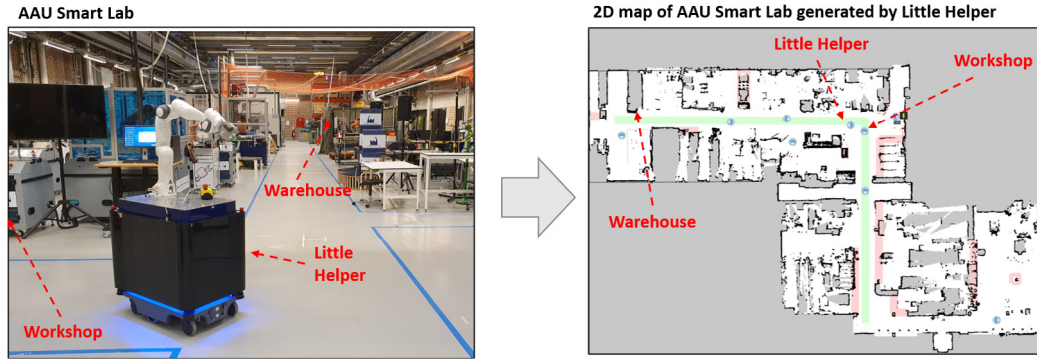 AAU Smart Lab
2D map of AAU Smart Lab generated by Little Helper
Warehouse
Little
Helper
Workshop
Little Helper
Workshop
Warehouse